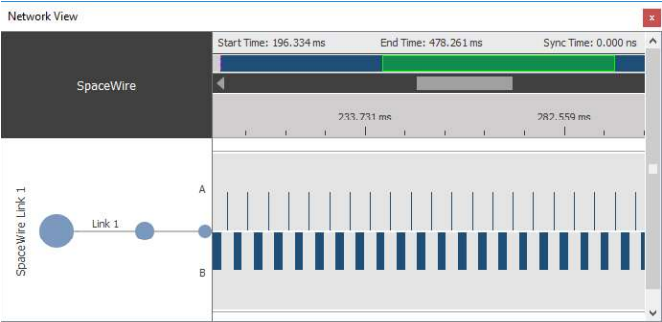 Network View
x
Start Time: 196.334 ms End Time: 478.261 ms Sync Time: 0.000 ns
SpaceWire
233.731 ms 282.559 ms
SpaceWire Link 1
Link 1
A
B